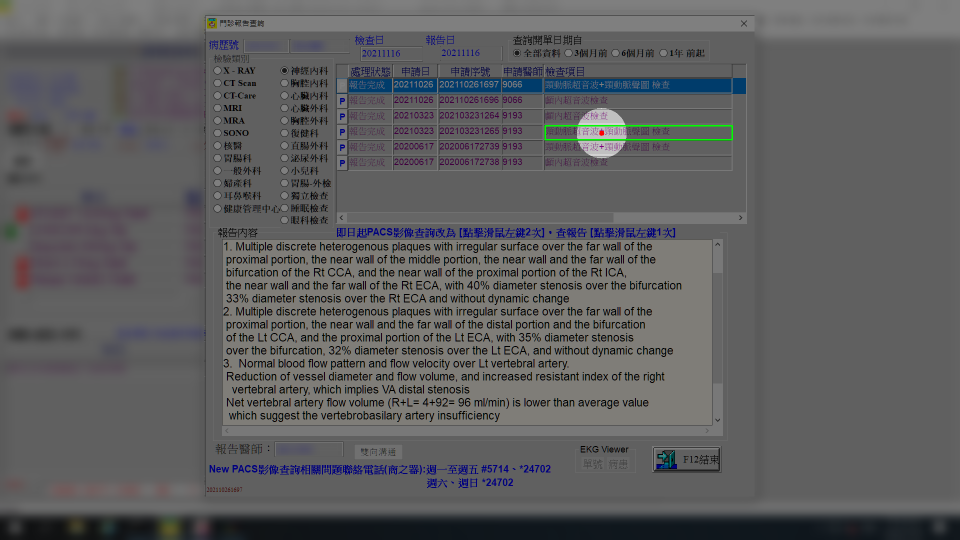 門診報告查詢
病歷號
檢查日 報告日
20211116 20211116
查詢開單日期自
全部資料 3個月前 6個月前 1年 前起
檢驗類別
X - RAY 神經內科
CT Scan 胸腔內科
CT-Care 心臟內科
MRI 心臟外科
MRA 胸腔外科
SONO 復健科
核醫 直腸外科
胃腸科 泌尿外科
一般外科 小兒科
婦產科 胃腸-外檢
耳鼻喉科 獨立檢查
健康管理中心 睡眠檢查
眼科檢查
處理狀態 申請日 申請序號 申請醫師 檢查項目
報告完成 20211026 202110261697 9066 頸動脈超音波+頸動脈聲圖 檢查
P 報告完成 20211026 202110261696 9066 顱內超音波檢查
P 報告完成 20210323 202103231264 9193 顱內超音波檢查
P 報告完成 20210323 202103231265 9193 頸動脈超音波+頸動脈聲圖 檢查
P 報告完成 20200617 202006172739 9193 頸動脈超音波+頸動脈聲圖 檢查
P 報告完成 20200617 202006172738 9193 顱內超音波檢查
報告內容
即日起PACS影像查詢改為 [點擊滑鼠左鍵2次]，查報告 [點擊滑鼠左鍵1次]
1. Multiple discrete heterogenous plaques with irregular surface over the far wall of the
proximal portion, the near wall of the middle portion, the near wall and the far wall of the
bifurcation of the Rt CCA, and the near wall of the proximal portion of the Rt ICA,
the near wall and the far wall of the Rt ECA, with 40% diameter stenosis over the bifurcation
33% diameter stenosis over the Rt ECA and without dynamic change
2. Multiple discrete heterogenous plaques with irregular surface over the far wall of the
proximal portion, the near wall and the far wall of the distal portion and the bifurcation
of the Lt CCA, and the proximal portion of the Lt ECA, with 35% diameter stenosis
over the bifurcation, 32% diameter stenosis over the Lt ECA, and without dynamic change
3. Normal blood flow pattern and flow velocity over Lt vertebral artery.
Reduction of vessel diameter and flow volume, and increased resistant index of the right
vertebral artery, which implies VA distal stenosis
Net vertebral artery flow volume (R+L= 4+92= 96 ml/min) is lower than average value
which suggest the vertebrobasilary artery insufficiency
報告醫師：
雙向溝通
EKG Viewer
單號 病患
F12結束
New PACS影像查詢相關問題聯絡電話(商之器):週一至週五 #5714、*24702
週六、週日 *24702
202110261697